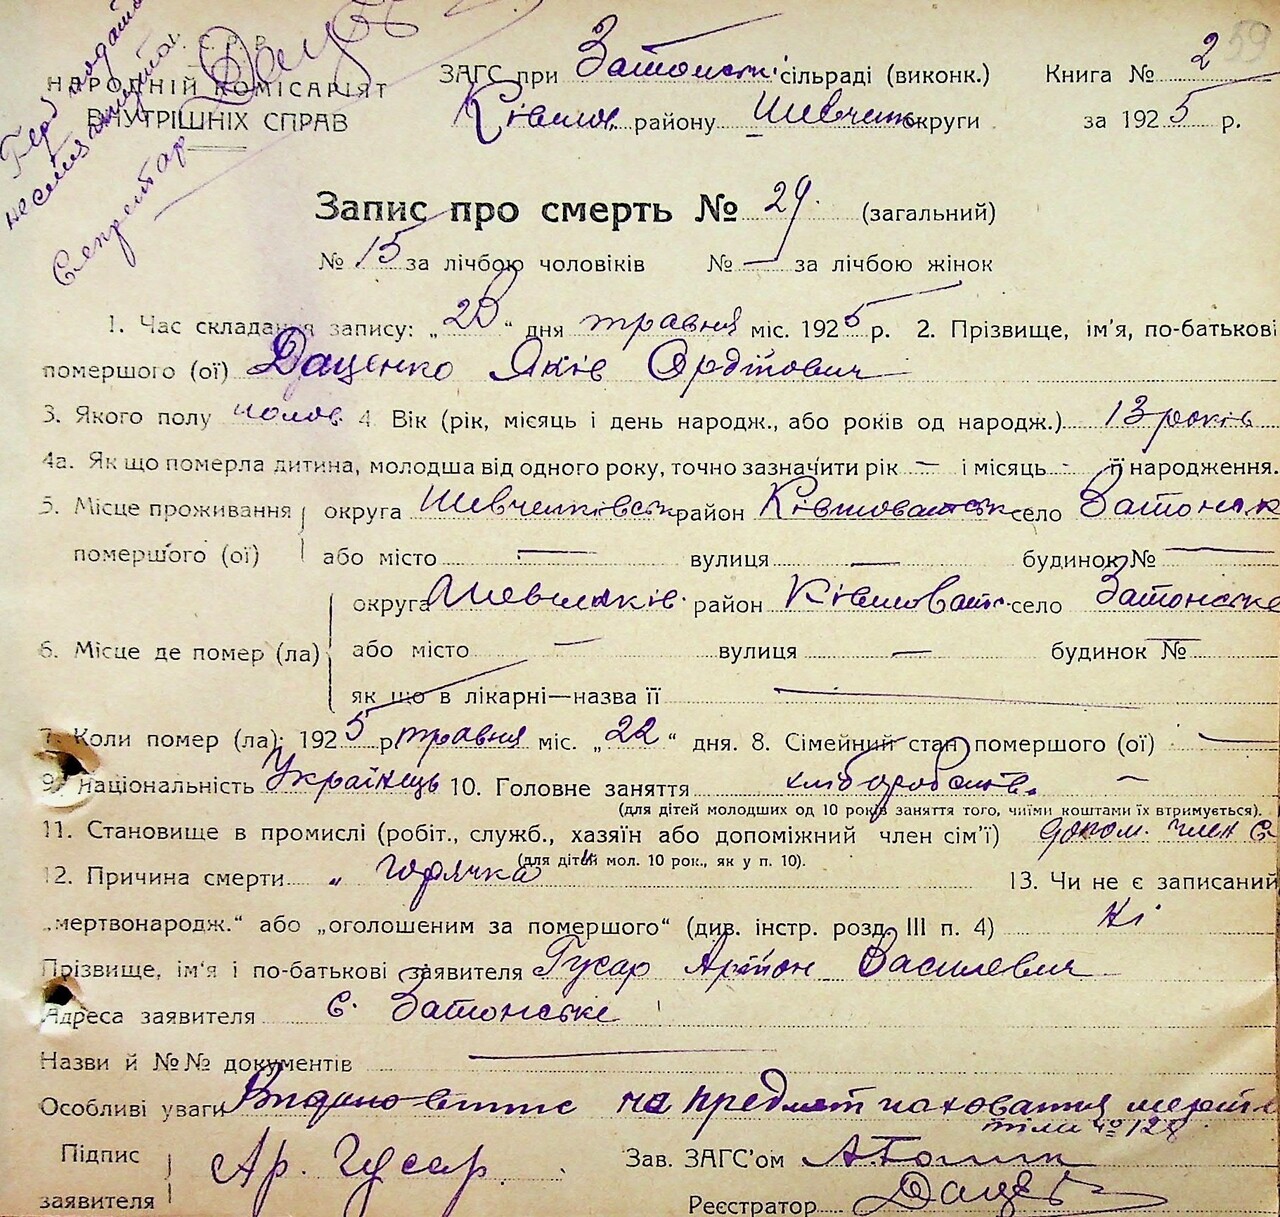 У.С.Р.Р.
НАРОДНІЙ КОМІСАРІЯТ
ВНУТРІШНІХ СПРАВ
Секретар
ЗАГС при Затонськ. сільраді (виконк.)
Ківшов. району Шевченк округи
Книга № 2
за 1925 р.
59
Запис про смерть № 29. (загальний)
№ 15 за лічбою чоловіків № — за лічбою жінок
1. Час складання запису: „ “ дня травня міс. 1925 р. 2. Прізвище, ім'я, по-батькові
помершого (ої) Даценко Яків
3. Якого полу чолов. 4. Вік (рік, місяць і день народж., або років од народж.) 13 років
4а. Як що померла дитина, молодша від одного року, точно зазначити рік — і місяць - її народження.
5. Місце проживання округа Шевченківськ район Ківшоватськ село Затонськ
помершого (ої) або місто — вулиця — будинок № —
округа Шевченків. район Ківшоватс. село Затонське
6. Місце де помер (ла) або місто — вулиця — будинок № —
як що в лікарні—назва її —
7. Коли помер (ла): 1925 р. травня міс. „22“ дня. 8. Сімейний стан помершого (ої) —
9. Національність Українець 10. Головне заняття хліборобств. —
(для дітей молодших од 10 років заняття того, чиїми коштами їх втримується).
11. Становище в промислі (робіт., служб., хазяїн або допоміжний член сім'ї) допом. член с
(для дітей мол. 10 рок., як у п. 10).
12. Причина смерти „ горячка 13. Чи не є записаний
„мертвонародж.“ або „оголошеним за помершого“ (див. інстр. розд. III п. 4) Ні
Прізвище, ім'я і по-батькові заявителя Гусар Артйон Василевич
Адреса заявителя с. Затонське
Назви й №№ документів —
Особливі уваги Видано на предмет поховання мертв
тіла № 128
Підпис
заявителя Ар. Гусар.
Зав. ЗАГС'ом
Реєстратор